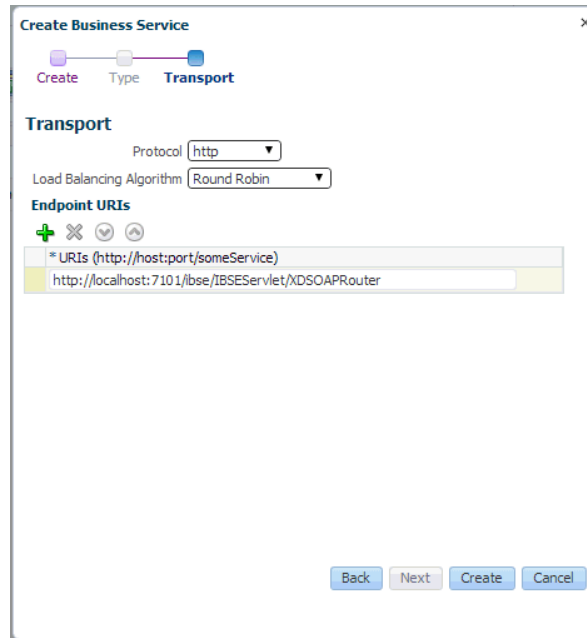 Create Business Service
Create Type Transport
Transport
Protocol http
Load Balancing Algorithm Round Robin
Endpoint URIs
* URIs (http://host:port/someService)
http://localhost:7101/ibse/IBSEServlet/XDSOAPRouter
Back Next Create Cancel